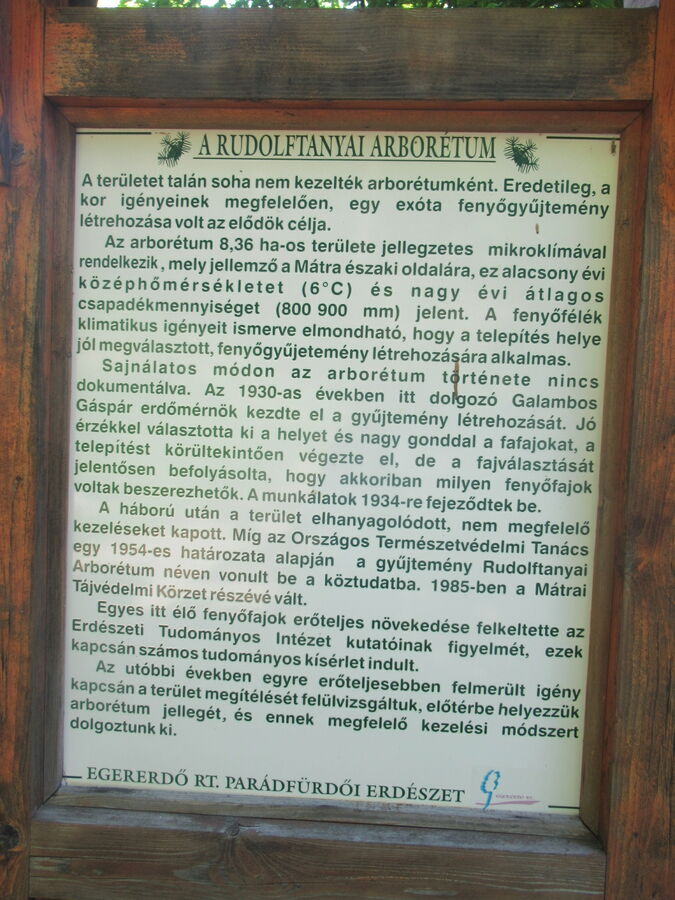 A RUDOLFTANYAI ARBORÉTUM
A területet talán soha nem kezelték arborétumként. Eredetileg, a
kor igényeinek megfelelően, egy exóta fenyőgyűjtemény
létrehozása volt az elődök célja.
Az arborétum 8,36 ha-os területe jellegzetes mikroklímával
rendelkezik, mely jellemző a Mátra északi oldalára, ez alacsony évi
középhőmérsékletet (6°C) és nagy évi átlagos
csapadékmennyiséget (800 900 mm) jelent. A fenyőfélék
klimatikus igényeit ismerve elmondható, hogy a telepítés helye
jól megválasztott, fenyőgyűjetemény létrehozására alkalmas.
Sajnálatos módon az arborétum története nincs
dokumentálva. Az 1930-as években itt dolgozó Galambos
Gáspár erdőmérnök kezdte el a gyűjtemény létrehozását. Jó
érzékkel választotta ki a helyet és nagy gonddal a fafajokat, a
telepítést körültekintően végezte el, de a fajválasztását
jelentősen befolyásolta, hogy akkoriban milyen fenyőfajok
voltak beszerezhetők. A munkálatok 1934-re fejeződtek be.
A háború után a terület elhanyagolódott, nem megfelelő
kezeléseket kapott. Míg az Országos Természetvédelmi Tanács
egy 1954-es határozata alapján a gyűjtemény Rudolftanyai
Arborétum néven vonult be a köztudatba. 1985-ben a Mátrai
Tájvédelmi Körzet részévé vált.
Egyes itt élő fenyőfajok erőteljes növekedése felkeltette az
Erdészeti Tudományos Intézet kutatóinak figyelmét, ezek
kapcsán számos tudományos kísérlet indult.
Az utóbbi években egyre erőteljesebben felmerült igény
kapcsán a terület megítélését felülvizsgáltuk, előtérbe helyezzük
arborétum jellegét, és ennek megfelelő kezelési módszert
dolgoztunk ki.
EGERERDŐ RT. PARÁDFÜRDŐI ERDÉSZET